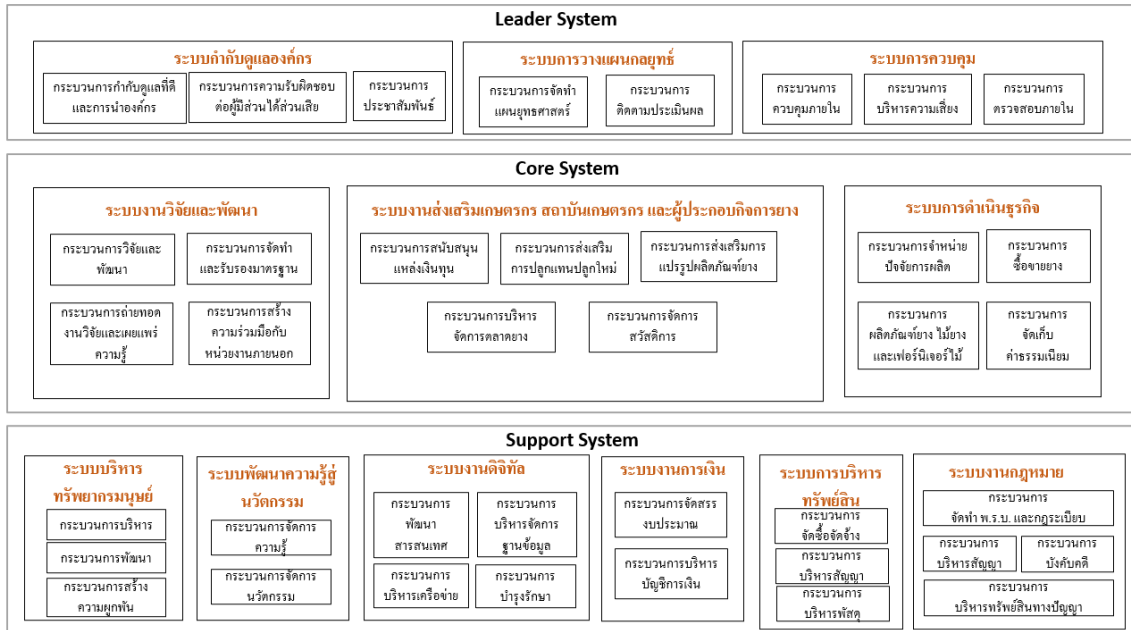 Leader System
ระบบกำกับดูแลองค์กร
กระบวนการกำกับดูแลที่ดี
และการนำองค์กร
กระบวนการความรับผิดชอบ
ต่อผู้มีส่วนได้ส่วนเสีย
กระบวนการ
ประชาสัมพันธ์
ระบบการวางแผนกลยุทธ์
กระบวนการจัดทำ
แผนยุทธศาสตร์
กระบวนการ
ติดตามประเมินผล
ระบบการควบคุม
กระบวนการ
ควบคุมภายใน
กระบวนการ
บริหารความเสี่ยง
กระบวนการ
ตรวจสอบภายใน
Core System
ระบบงานวิจัยและพัฒนา
กระบวนการวิจัยและ
พัฒนา
กระบวนการจัดทำ
และรับรองมาตรฐาน
กระบวนการถ่ายทอด
งานวิจัยและเผยแพร่
ความรู้
กระบวนการสร้าง
ความร่วมมือกับ
หน่วยงานภายนอก
ระบบงานส่งเสริมเกษตรกร สถาบันเกษตรกร และผู้ประกอบกิจการยาง
กระบวนการสนับสนุน
แหล่งเงินทุน
กระบวนการส่งเสริม
การปลูกแทนปลูกใหม่
กระบวนการส่งเสริมการ
แปรรูปผลิตภัณฑ์ยาง
กระบวนการบริหาร
จัดการตลาดยาง
กระบวนการจัดการ
สวัสดิการ
ระบบการดำเนินธุรกิจ
กระบวนการจำหน่าย
ปัจจัยการผลิต
กระบวนการ
ซื้อขายยาง
กระบวนการ
ผลิตภัณฑ์ยาง ไม้ยาง
และเฟอร์นิเจอร์ไม้
กระบวนการ
จัดเก็บ
ค่าธรรมเนียม
Support System
ระบบบริหาร
ทรัพยากรมนุษย์
กระบวนการบริหาร
กระบวนการพัฒนา
กระบวนการสร้าง
ความผูกพัน
ระบบพัฒนาความรู้สู่
นวัตกรรม
กระบวนการจัดการ
ความรู้
กระบวนการจัดการ
นวัตกรรม
ระบบงานดิจิทัล
กระบวนการ
พัฒนา
สารสนเทศ
กระบวนการ
บริหารจัดการ
ฐานข้อมูล
กระบวนการ
บริหารเครือข่าย
กระบวนการ
บำรุงรักษา
ระบบงานการเงิน
กระบวนการจัดสรร
งบประมาณ
กระบวนการบริหาร
บัญชีการเงิน
ระบบการบริหาร
ทรัพย์สิน
กระบวนการ
จัดซื้อจัดจ้าง
กระบวนการ
บริหารสัญญา
กระบวนการ
บริหารพัสดุ
ระบบงานกฎหมาย
กระบวนการ
จัดทำ พ.ร.บ. และกฎระเบียบ
กระบวนการ
บริหารสัญญา
กระบวนการ
บังคับคดี
กระบวนการ
บริหารทรัพย์สินทางปัญญา